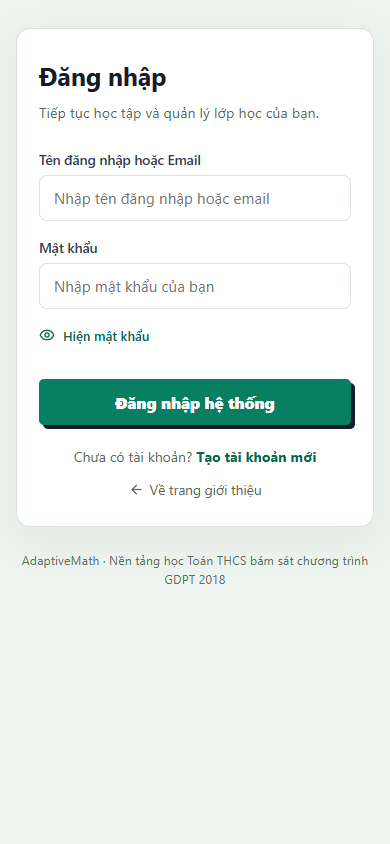 Đăng nhập
Tiếp tục học tập và quản lý lớp học của bạn.
Tên đăng nhập hoặc Email
Nhập tên đăng nhập hoặc email
Mật khẩu
Nhập mật khẩu của bạn
Hiện mật khẩu
Đăng nhập hệ thống
Chưa có tài khoản? Tạo tài khoản mới
← Về trang giới thiệu
AdaptiveMath · Nền tảng học Toán THCS bám sát chương trình
GDPT 2018